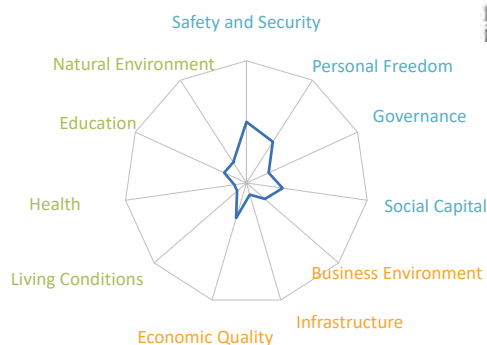 Safety and Security
Personal Freedom
Governance
Social Capital
Business Environment
Infrastructure
Economic Quality
Living Conditions
Health
Education
Natural Environment